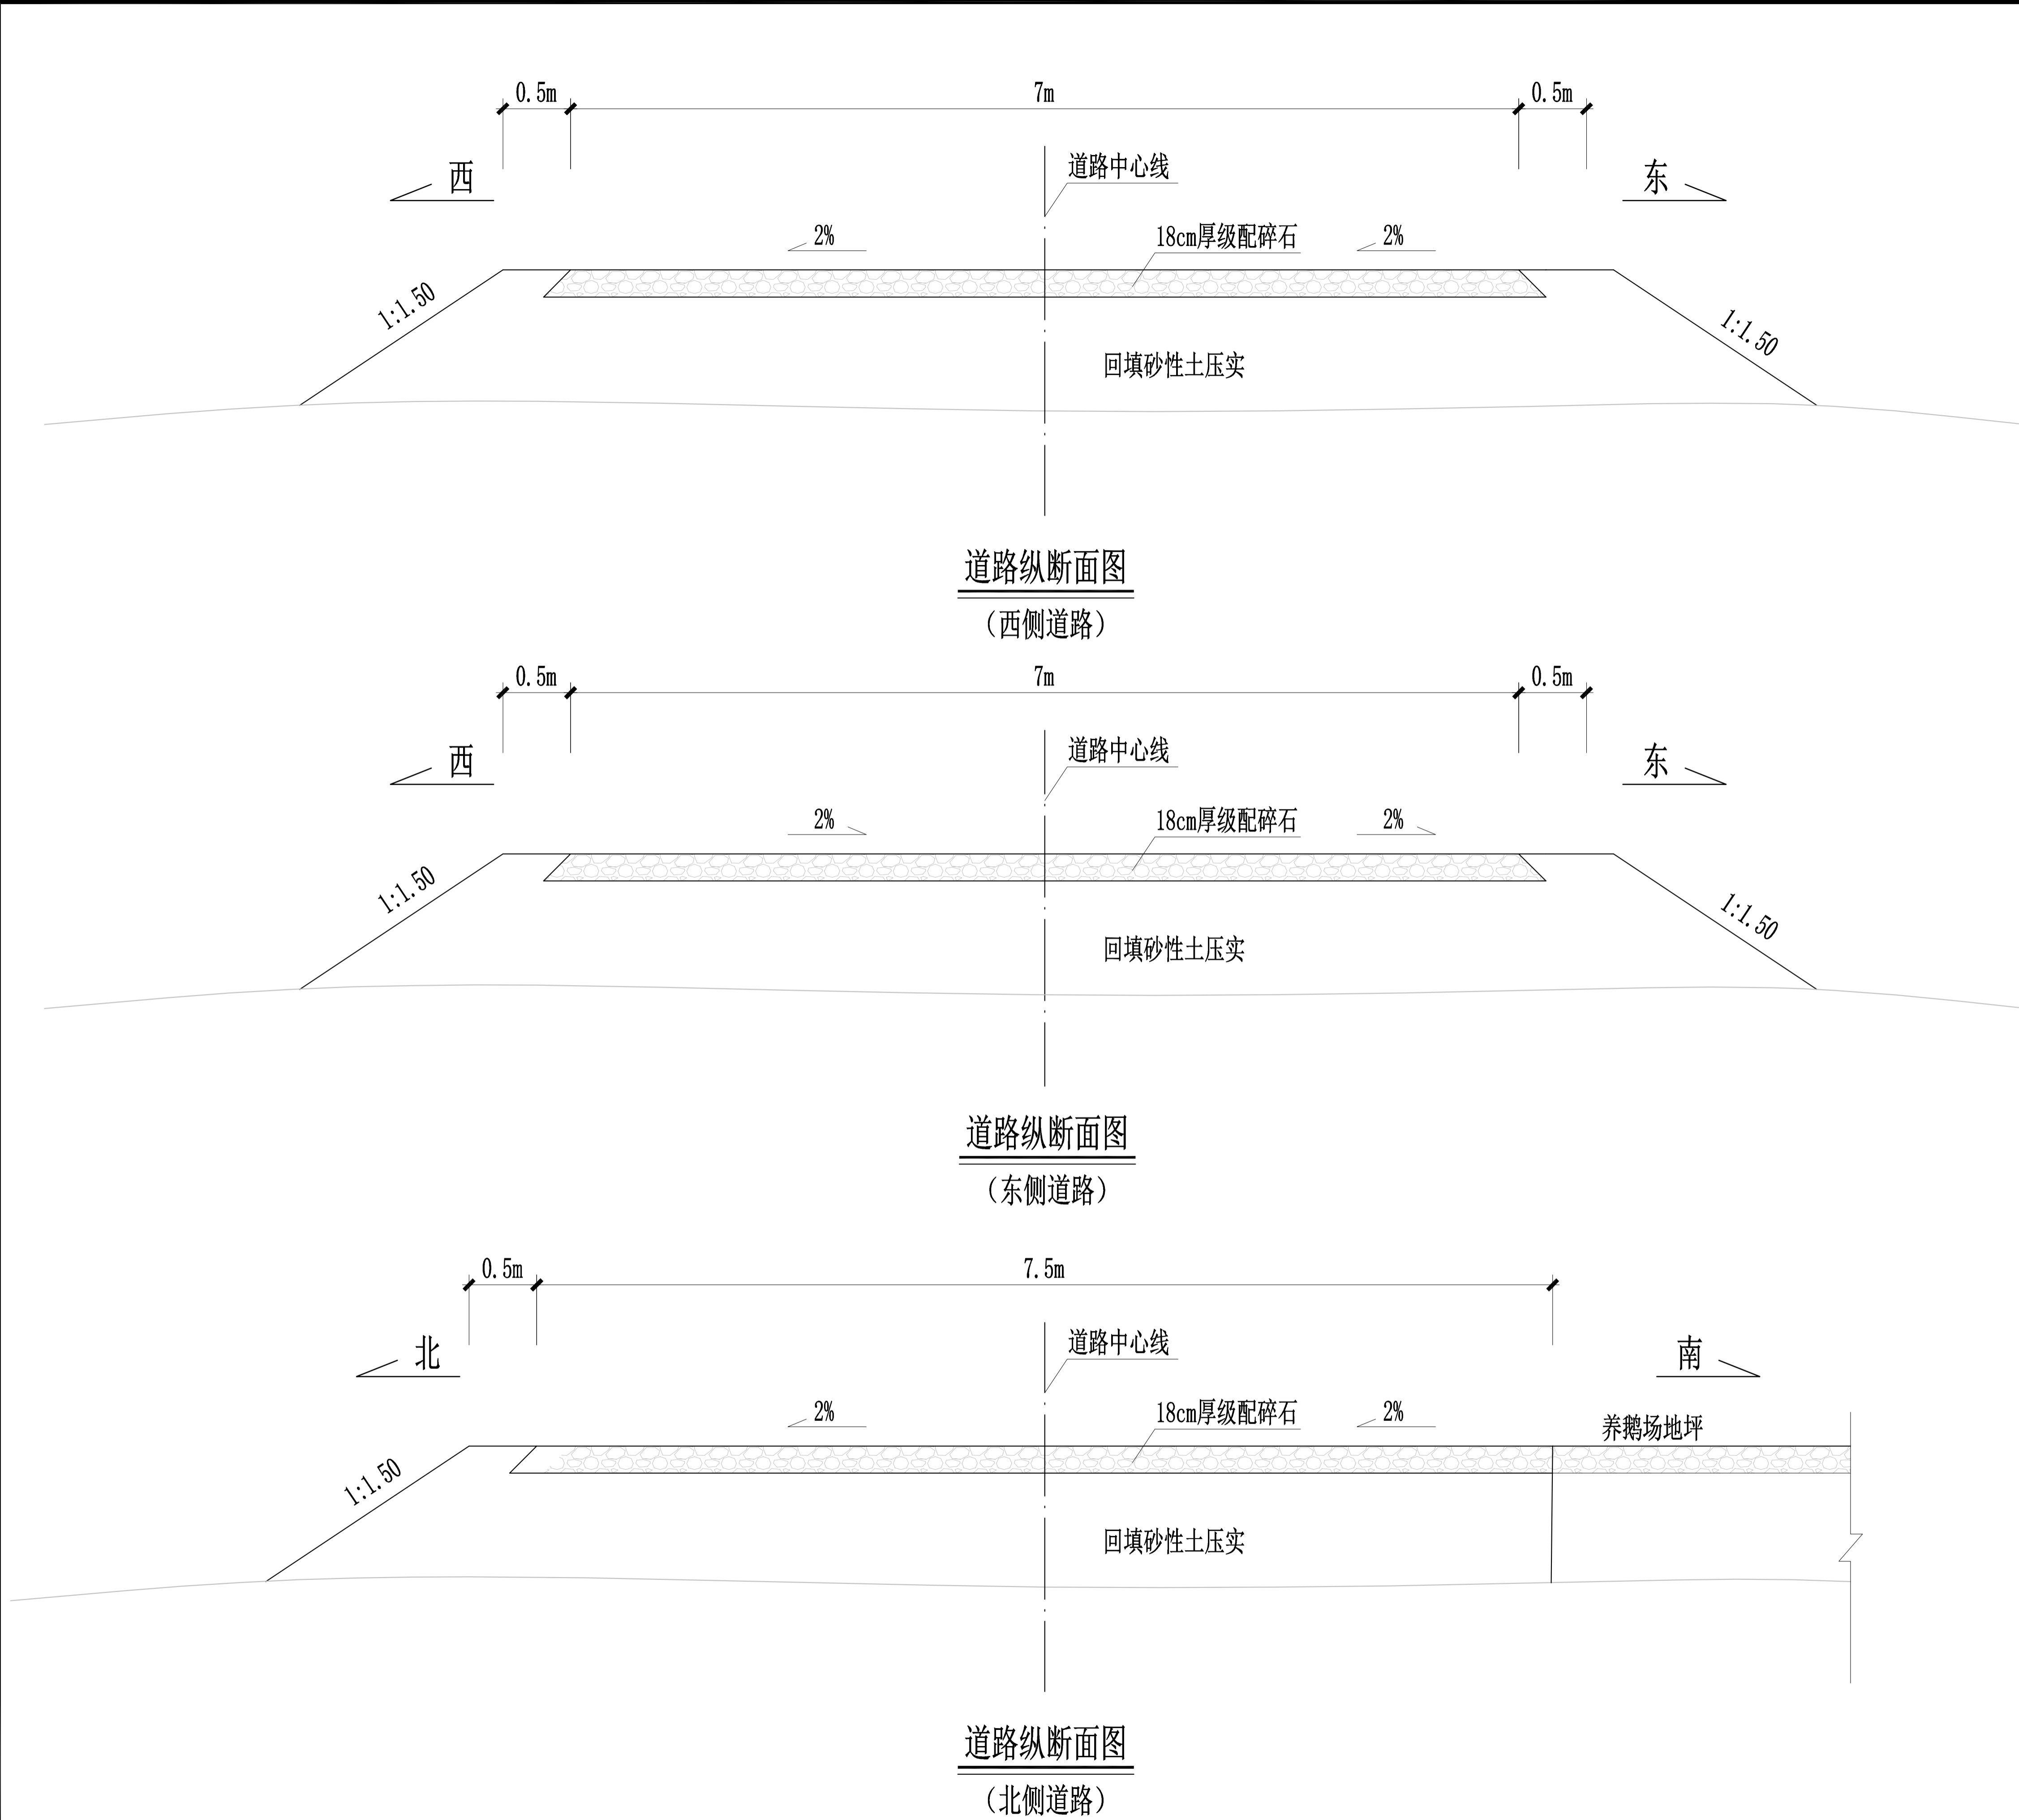 0.5m 7m 0.5m
道路中心线
西 东
2% 18cm厚级配碎石 2%
1:1.50 1:1.50
回填砂性土压实
道路纵断面图
（西侧道路）
0.5m 7m 0.5m
道路中心线
西 东
2% 18cm厚级配碎石 2%
1:1.50 1:1.50
回填砂性土压实
道路纵断面图
（东侧道路）
0.5m 7.5m
道路中心线
北 南
2% 18cm厚级配碎石 2%
养鹅场地坪
1:1.50
回填砂性土压实
道路纵断面图
（北侧道路）